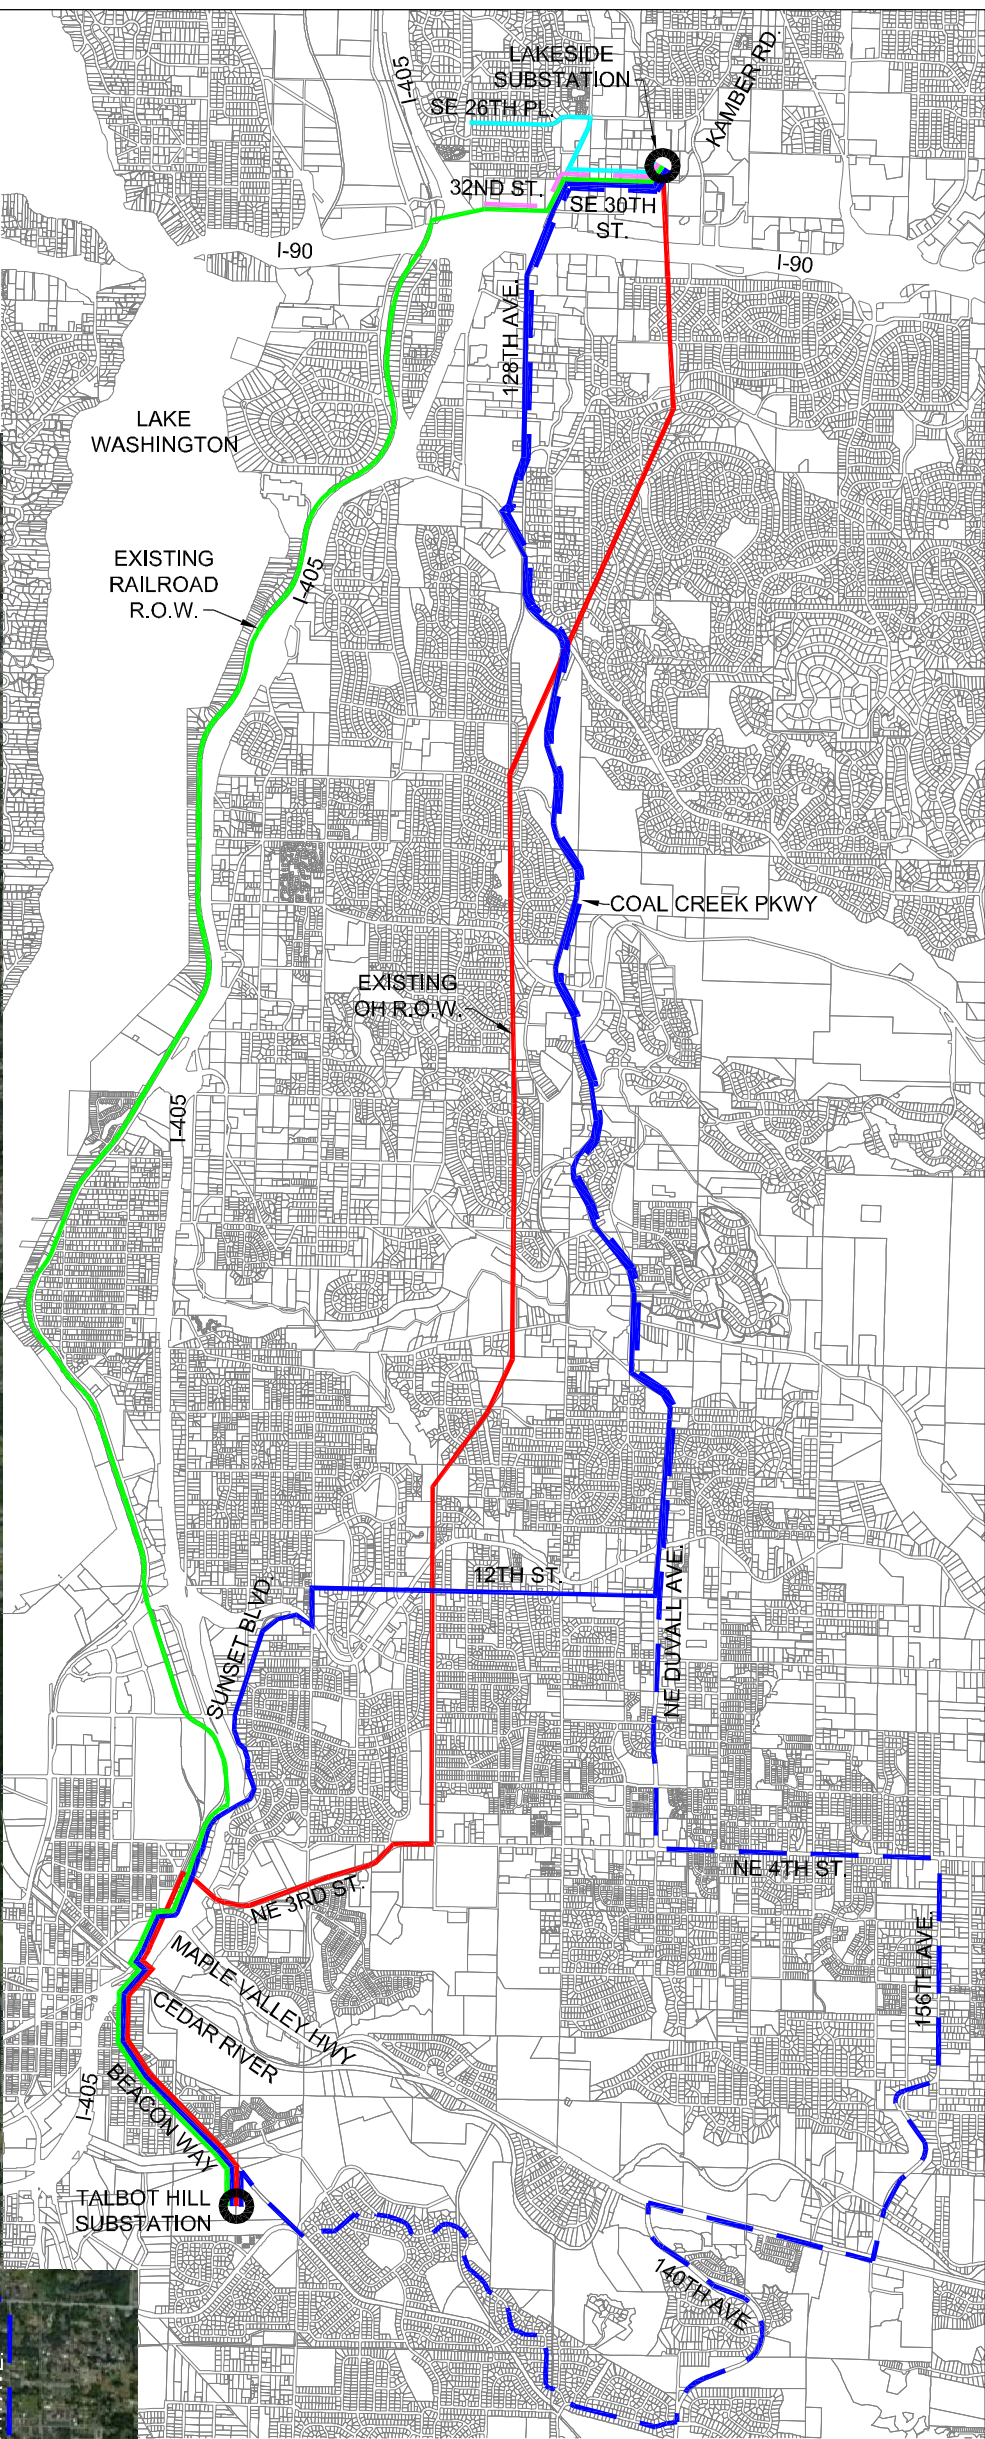 LAKESIDE
SUBSTATION
I-405
KAMBER RD.
SE 26TH PL.
32ND ST.
SE 30TH
ST.
I-90
I-90
128TH AVE.
LAKE
WASHINGTON
EXISTING
RAILROAD
R.O.W.
I-405
COAL CREEK PKWY
EXISTING
OH R.O.W.
I-405
12TH ST.
SUNSET BLVD.
NE DUVALL AVE.
NE 4TH ST.
NE 3RD ST.
156TH AVE.
MAPLE VALLEY HWY
CEDAR RIVER
BEACON WAY
I-405
TALBOT HILL
SUBSTATION
140TH AVE